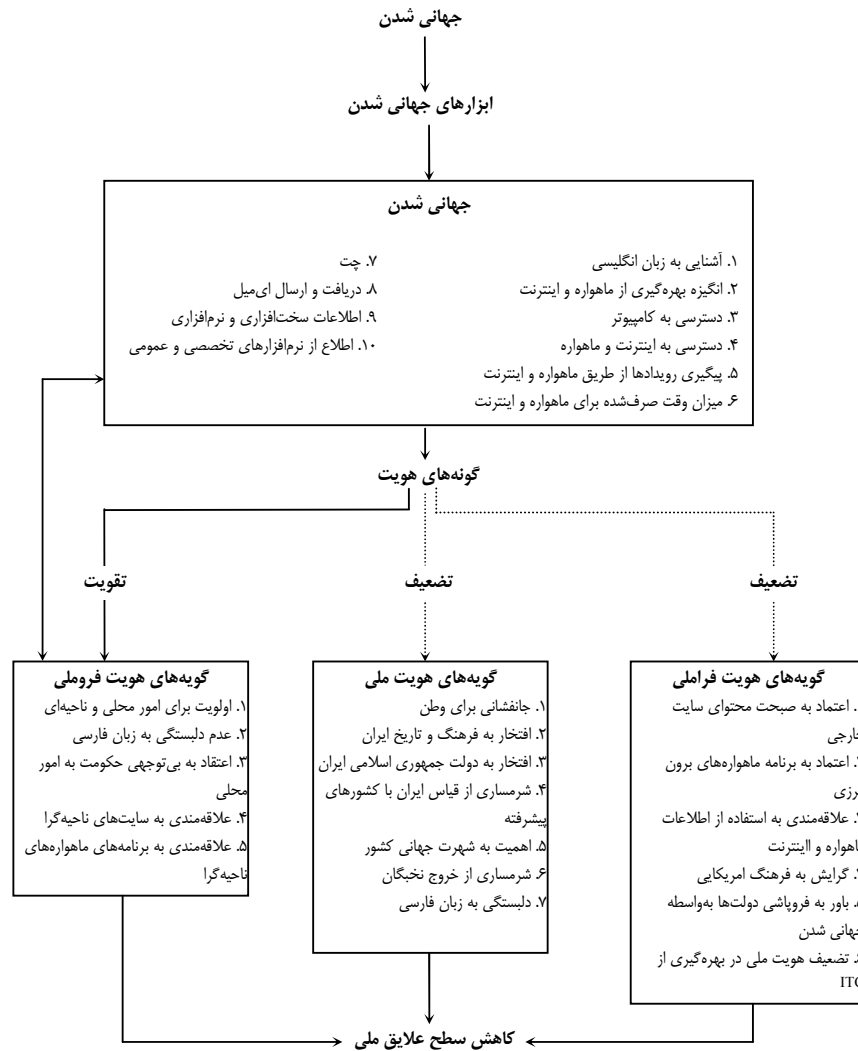 جهانی شدن
ابزارهای جهانی شدن
جهانی شدن
۱. آشنایی به زبان انگلیسی
۲. انگیزه بهره‌گیری از ماهواره و اینترنت
۳. دسترسی به کامپیوتر
۴. دسترسی به اینترنت و ماهواره
۵. پیگیری رویدادها از طریق ماهواره و اینترنت
۶. میزان وقت صرف‌شده برای ماهواره و اینترنت
۷. چت
۸. دریافت و ارسال ای‌میل
۹. اطلاعات سخت‌افزاری و نرم‌افزاری
۱۰. اطلاع از نرم‌افزارهای تخصصی و عمومی
گونه‌های هویت
تضعیف
تضعیف
تقویت
گویه‌های هویت فراملی
. اعتماد به صبحت محتوای سایت
خارجی
. اعتماد به برنامه ماهواره‌های برون
مرزی
. علاقه‌مندی به استفاده از اطلاعات
ماهواره و ااینترنت
. گرایش به فرهنگ امریکایی
. باور به فروپاشی دولت‌ها به‌واسطه
جهانی شدن
. تضعیف هویت ملی در بهره‌گیری از
ITC
گویه‌های هویت ملی
۱. جانفشانی برای وطن
۲. افتخار به فرهنگ و تاریخ ایران
۳. افتخار به دولت جمهوری اسلامی ایران
۴. شرمساری از قیاس ایران با کشورهای
پیشرفته
۵. اهمیت به شهرت جهانی کشور
۶. شرمساری از خروج نخبگان
۷. دلبستگی به زبان فارسی
گویه‌های هویت فروملی
۱. اولویت برای امور محلی و ناحیه‌ای
۲. عدم دلبستگی به زبان فارسی
۳. اعتقاد به بی‌توجهی حکومت به امور
محلی
۴. علاقه‌مندی به سایت‌های ناحیه‌گرا
۵. علاقه‌مندی به برنامه‌های ماهواره‌های
ناحیه‌گرا
کاهش سطح علایق ملی